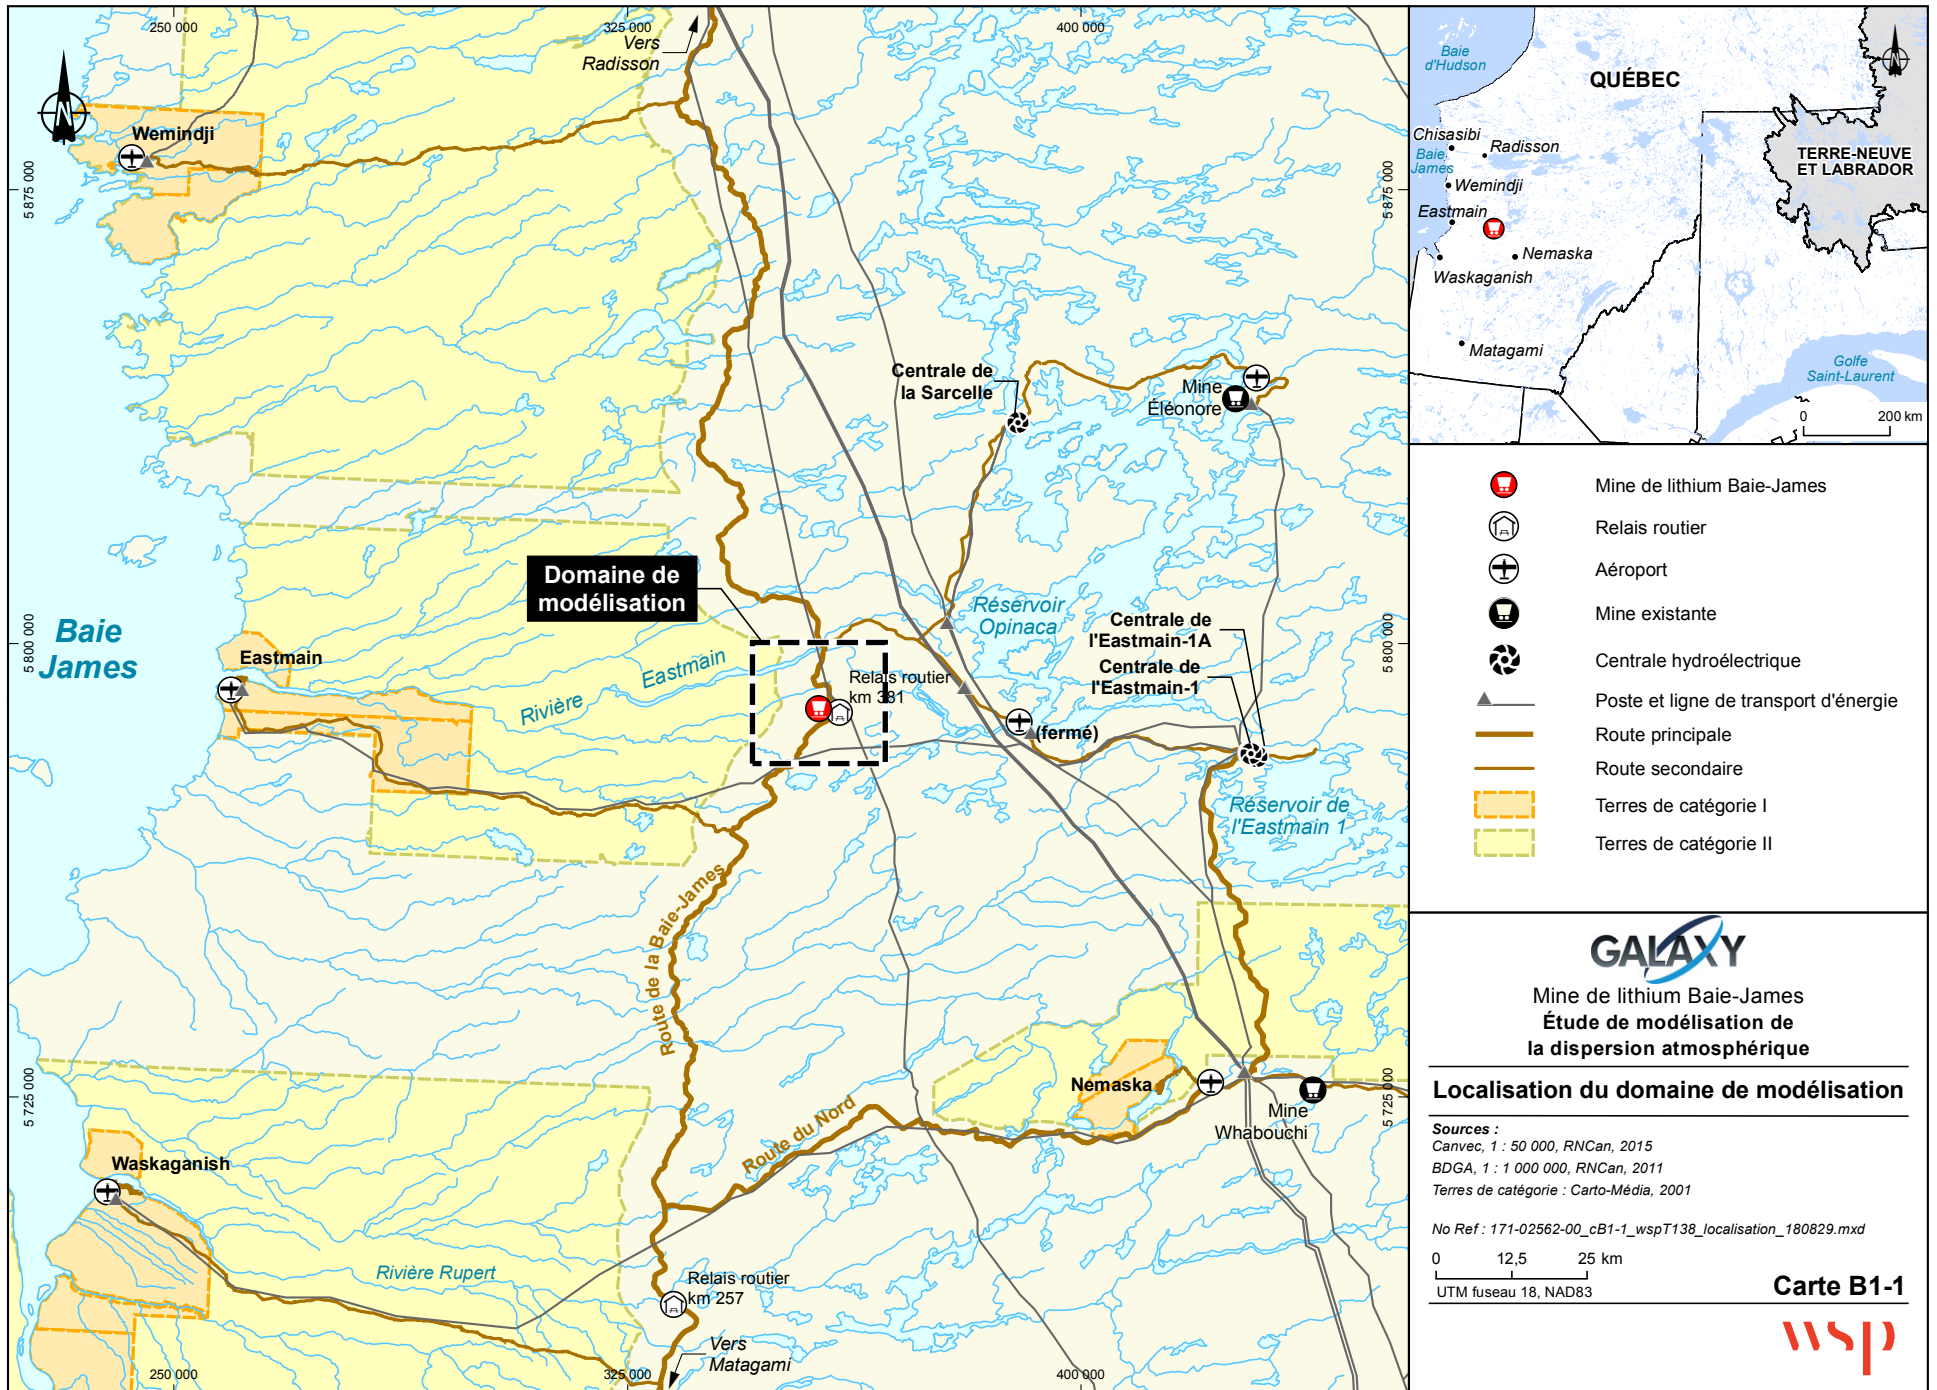 250 000
325 000
400 000
Vers
Radisson
Wemindji
5 875 000
5 875 000
Centrale de
la Sarcelle
Mine
Éléonore
Domaine de
modélisation
Réservoir
Opinaca
Centrale de
l'Eastmain-1A
Centrale de
l'Eastmain-1
5 800 000
5 800 000
Baie
James
Eastmain
Rivière
Eastmain
Relais routier
km 381
(fermé)
Réservoir de
l'Eastmain 1
Route de la Baie-James
Nemaska
Mine
Whabouchi
5 725 000
5 725 000
Route du Nord
Waskaganish
Rivière Rupert
Relais routier
km 257
Vers
Matagami
250 000
325 000
400 000
Baie
d'Hudson
QUÉBEC
Chisasibi
Baie
James
Radisson
Wemindji
Eastmain
Nemaska
Waskaganish
Matagami
TERRE-NEUVE
ET LABRADOR
Golfe
Saint-Laurent
0 200 km
Mine de lithium Baie-James
Relais routier
Aéroport
Mine existante
Centrale hydroélectrique
Poste et ligne de transport d'énergie
Route principale
Route secondaire
Terres de catégorie I
Terres de catégorie II
GALAXY
Mine de lithium Baie-James
Étude de modélisation de
la dispersion atmosphérique
Localisation du domaine de modélisation
Sources :
Canvec, 1 : 50 000, RNCan, 2015
BDGA, 1 : 1 000 000, RNCan, 2011
Terres de catégorie : Carto-Média, 2001
No Ref : 171-02562-00_cB1-1_wspT138_localisation_180829.mxd
0 12,5 25 km
UTM fuseau 18, NAD83
Carte B1-1
wsp
N